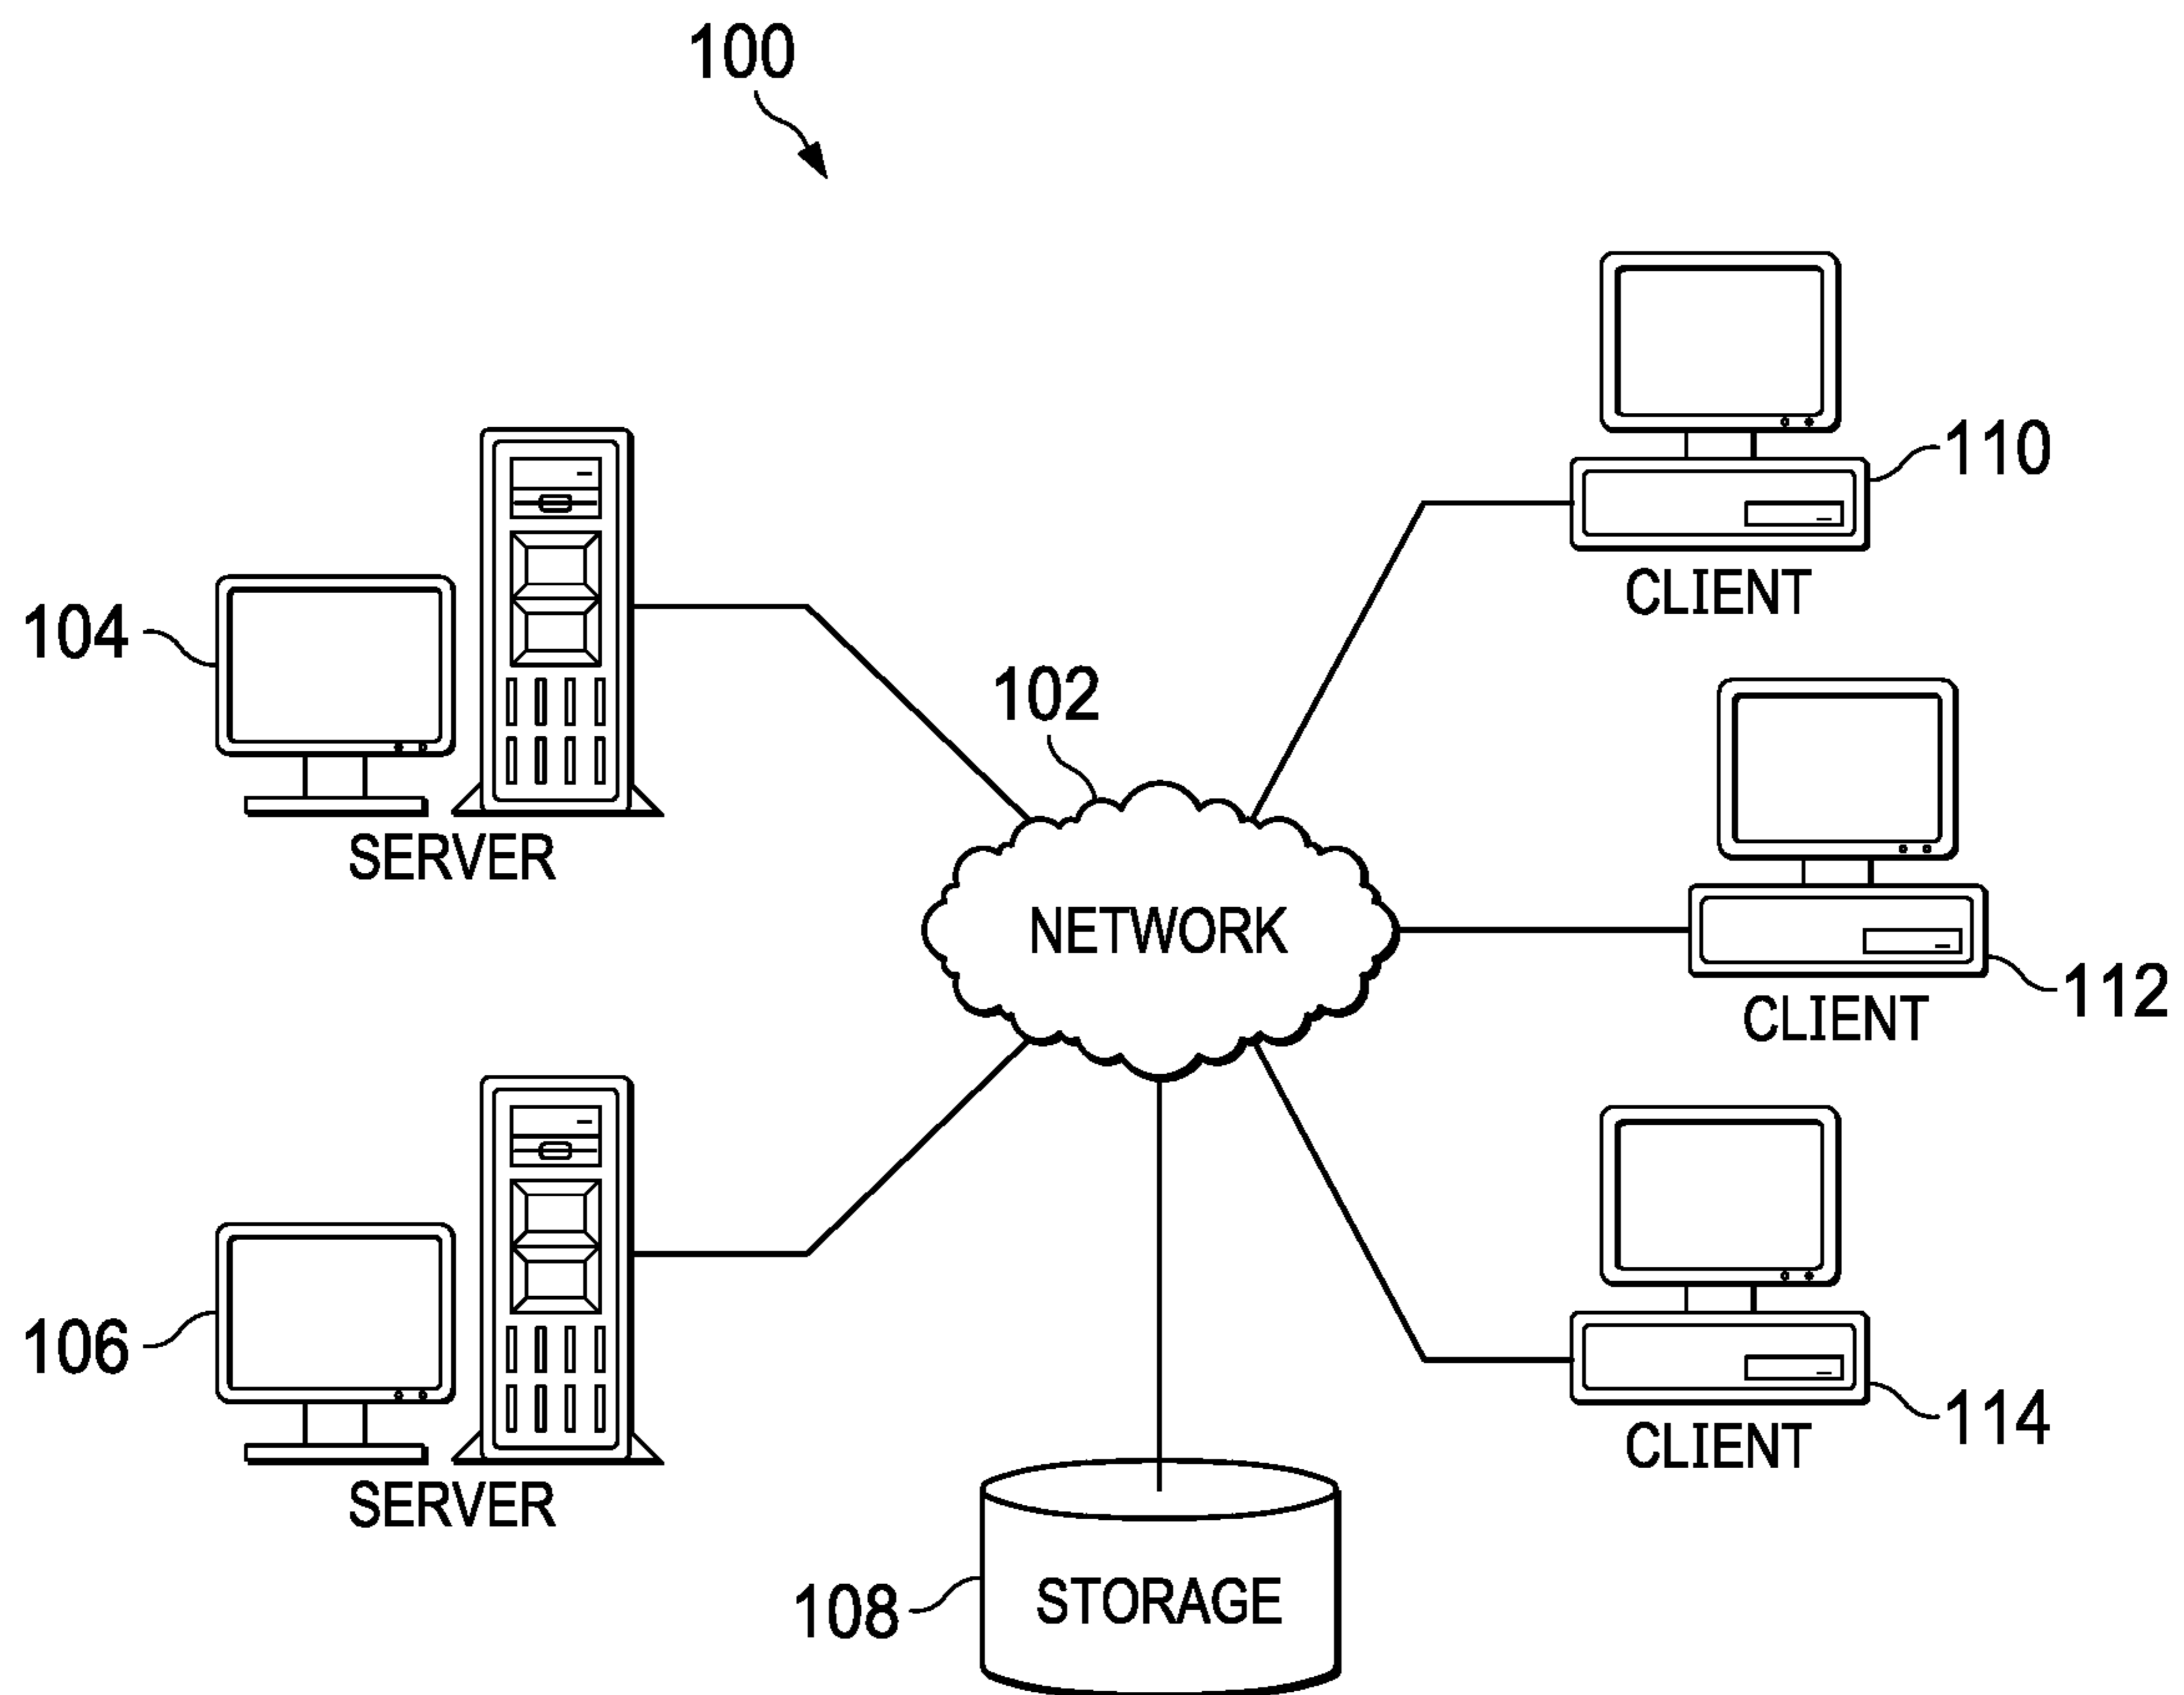 100
110
CLIENT
104
102
SERVER
NETWORK
112
CLIENT
106
114
CLIENT
SERVER
108
STORAGE